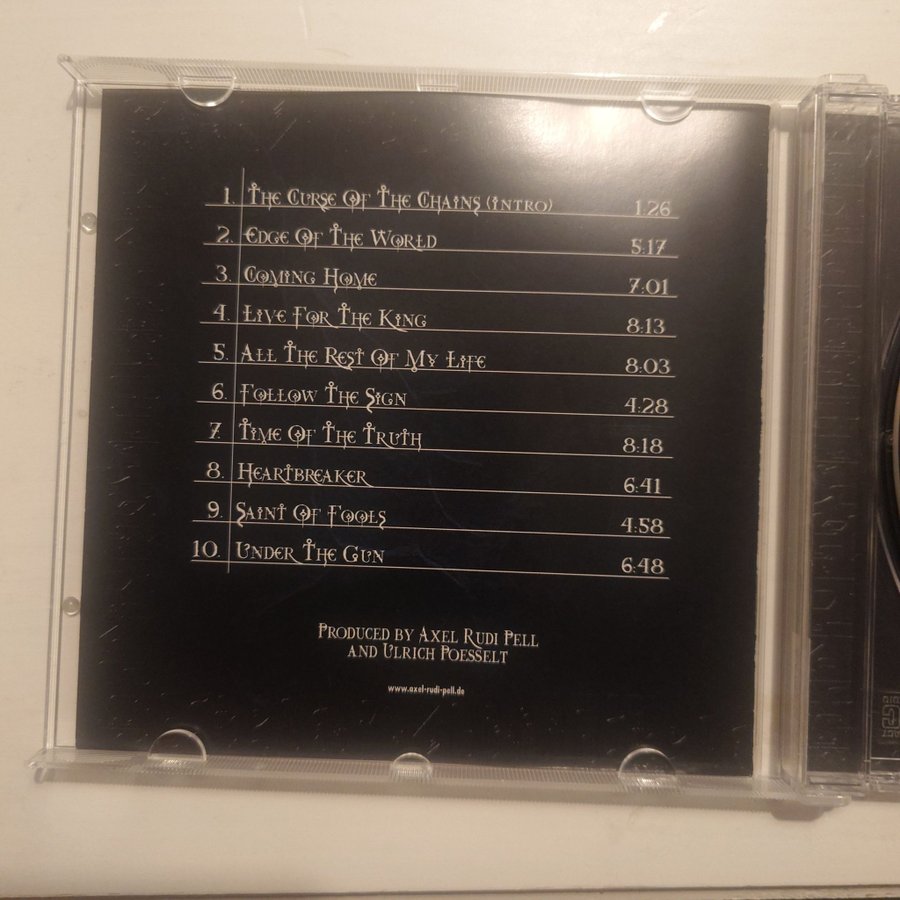 1. The Curse Of The Chains (Intro) 1:26
2. Edge Of The World 5:17
3. Coming Home 7:01
4. Live For The King 8:13
5. All The Rest Of My Life 8:03
6. Follow The Sign 4:28
7. Time Of The Truth 8:18
8. Heartbreaker 6:41
9. Saint Of Fools 4:58
10. Under The Gun 6:48
Produced by Axel Rudi Pell
and Ulrich Poesselt
www.axel-rudi-pell.de